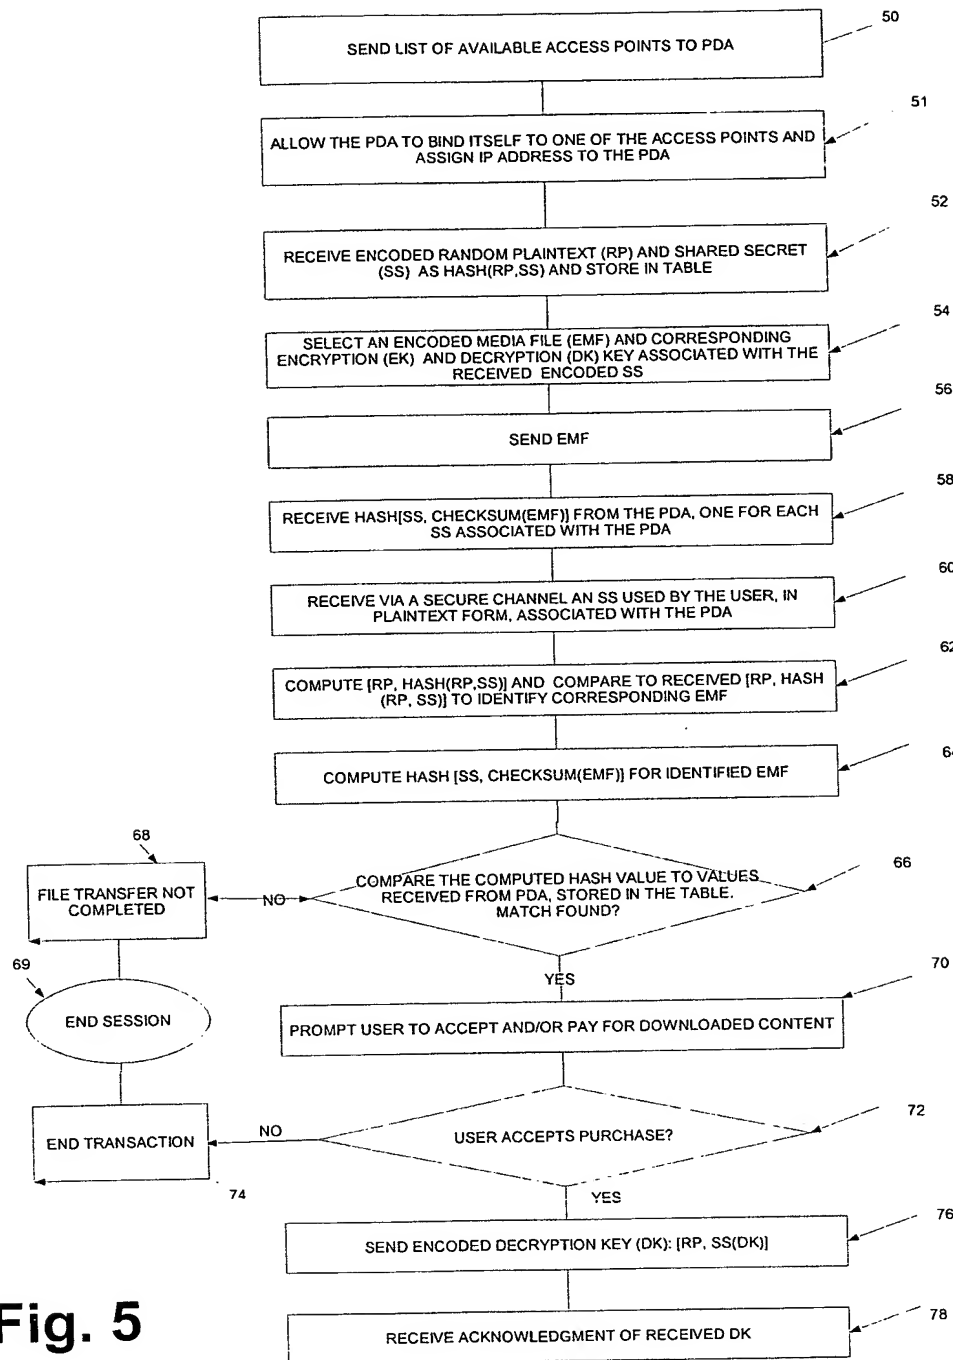 50
SEND LIST OF AVAILABLE ACCESS POINTS TO PDA
51
ALLOW THE PDA TO BIND ITSELF TO ONE OF THE ACCESS POINTS AND
ASSIGN IP ADDRESS TO THE PDA
52
RECEIVE ENCODED RANDOM PLAINTEXT (RP) AND SHARED SECRET
(SS) AS HASH(RP,SS) AND STORE IN TABLE
54
SELECT AN ENCODED MEDIA FILE (EMF) AND CORRESPONDING
ENCRYPTION (EK) AND DECRYPTION (DK) KEY ASSOCIATED WITH THE
RECEIVED ENCODED SS
56
SEND EMF
58
RECEIVE HASH[SS, CHECKSUM(EMF)] FROM THE PDA, ONE FOR EACH
SS ASSOCIATED WITH THE PDA
60
RECEIVE VIA A SECURE CHANNEL AN SS USED BY THE USER, IN
PLAINTEXT FORM, ASSOCIATED WITH THE PDA
62
COMPUTE [RP, HASH(RP,SS)] AND COMPARE TO RECEIVED [RP, HASH
(RP, SS)] TO IDENTIFY CORRESPONDING EMF
64
COMPUTE HASH [SS, CHECKSUM(EMF)] FOR IDENTIFIED EMF
68
66
FILE TRANSFER NOT
COMPLETED
NO
COMPARE THE COMPUTED HASH VALUE TO VALUES
RECEIVED FROM PDA, STORED IN THE TABLE.
MATCH FOUND?
69
YES
70
END SESSION
PROMPT USER TO ACCEPT AND/OR PAY FOR DOWNLOADED CONTENT
72
END TRANSACTION
NO
USER ACCEPTS PURCHASE?
74
YES
76
SEND ENCODED DECRYPTION KEY (DK): [RP, SS(DK)]
78
RECEIVE ACKNOWLEDGMENT OF RECEIVED DK
Fig. 5